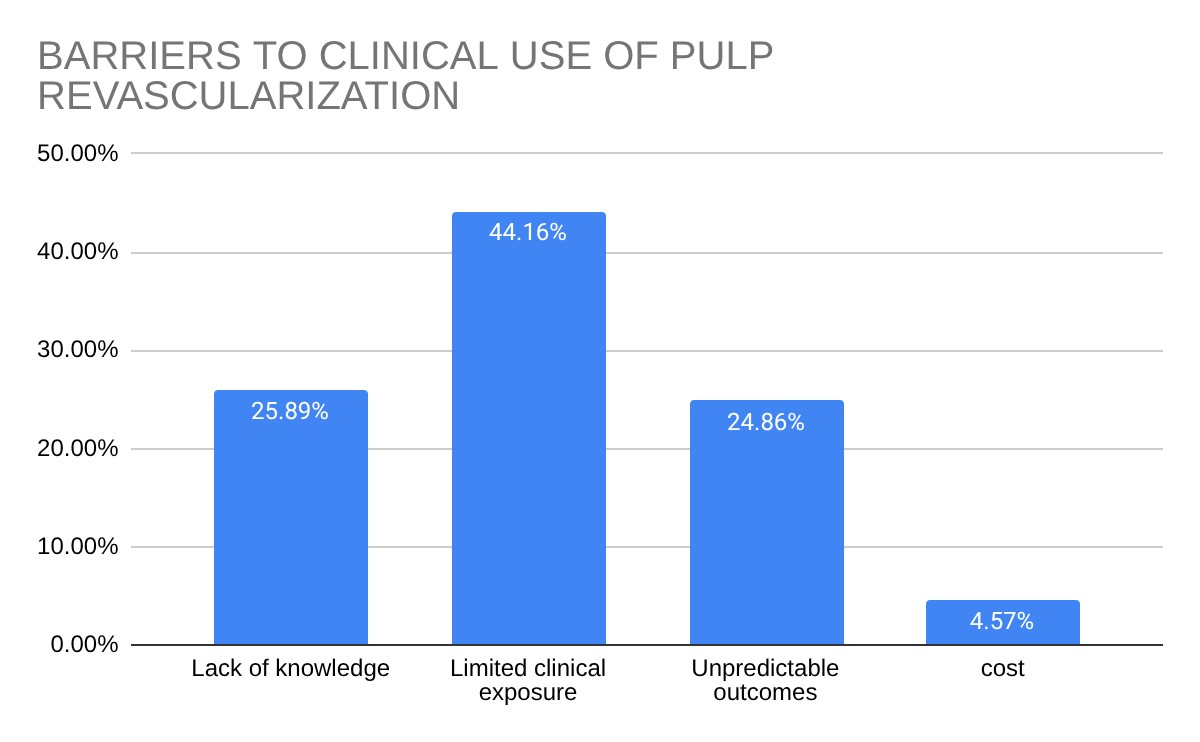 BARRIERS TO CLINICAL USE OF PULP
REVASCULARIZATION
50.00%
40.00%
30.00%
20.00%
10.00%
0.00%
25.89%
44.16%
24.86%
4.57%
Lack of knowledge
Limited clinical
exposure
Unpredictable
outcomes
cost